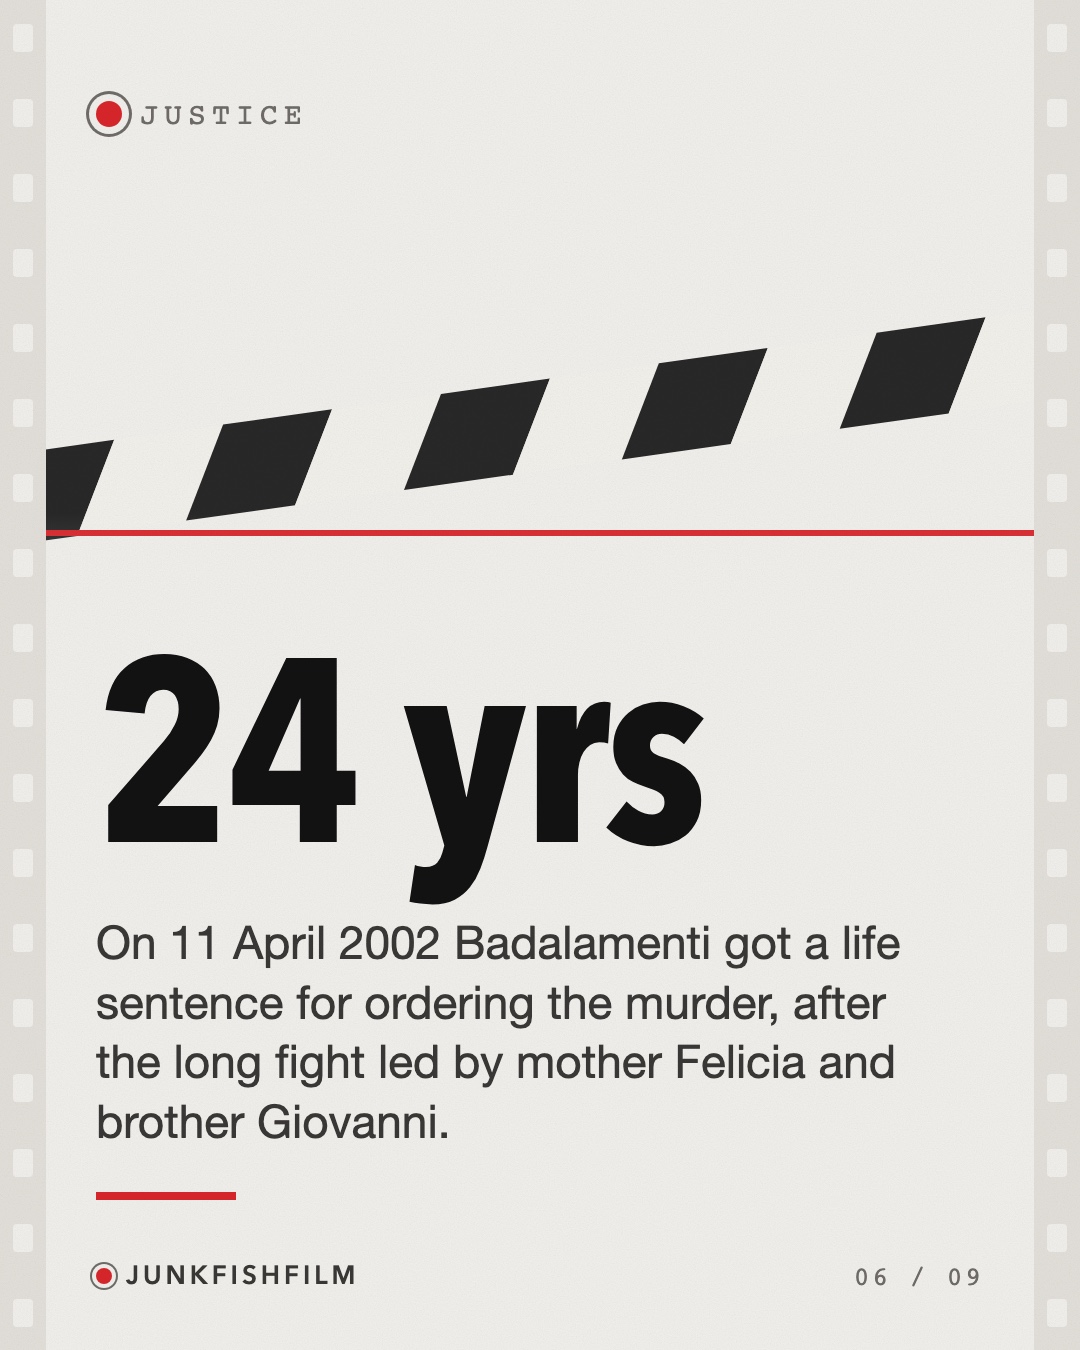 JUSTICE
24 yrs
On 11 April 2002 Badalamenti got a life
sentence for ordering the murder, after
the long fight led by mother Felicia and
brother Giovanni.
JUNKFISHFILM
06 / 09